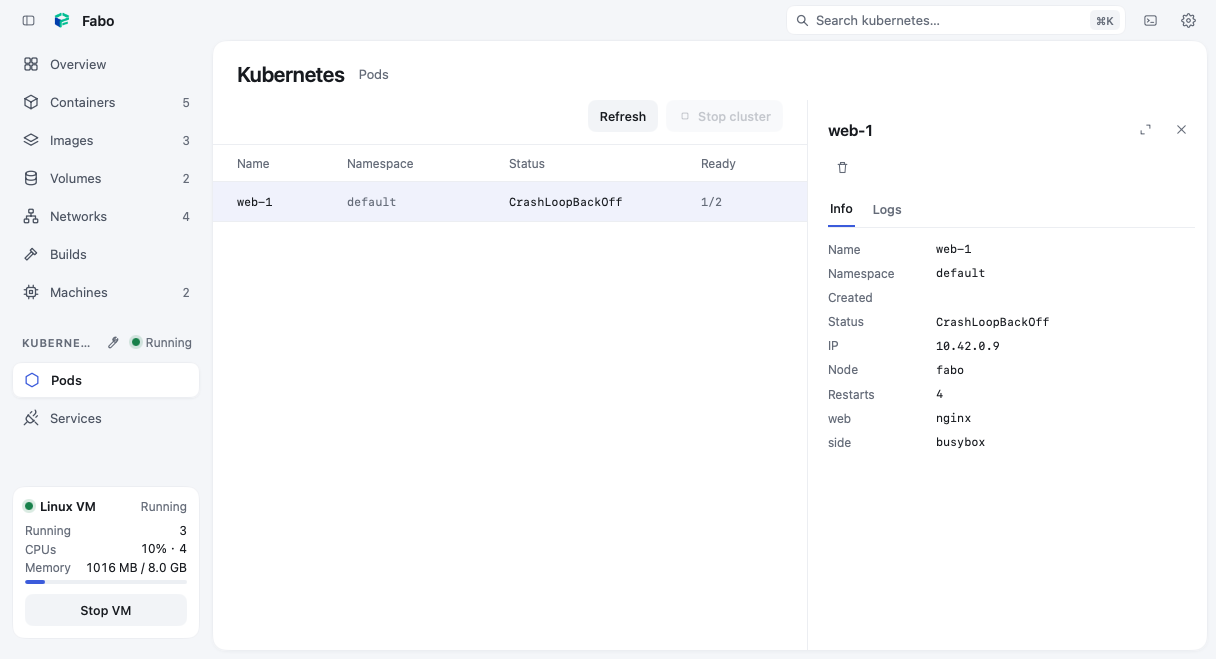 Fabo
Search kubernetes... ⌘K
Overview
Containers 5
Images 3
Volumes 2
Networks 4
Builds
Machines 2
KUBERNE... Running
Pods
Services
Linux VM Running
Running 3
CPUs 10% · 4
Memory 1016 MB / 8.0 GB
Stop VM
Kubernetes Pods
Refresh Stop cluster
Name Namespace Status Ready
web-1 default CrashLoopBackOff 1/2
web-1
Info Logs
Name web-1
Namespace default
Created
Status CrashLoopBackOff
IP 10.42.0.9
Node fabo
Restarts 4
web nginx
side busybox